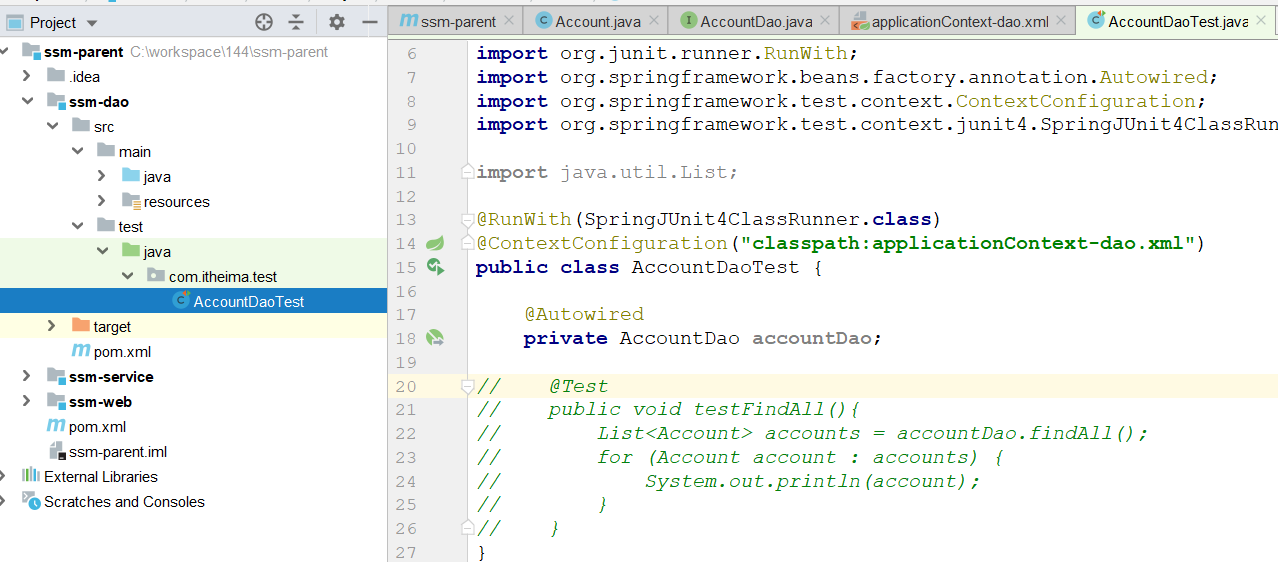 Project
ssm-parent
Account.java
AccountDao.java
applicationContext-dao.xml
AccountDaoTest.java
ssm-parent C:\workspace\144\ssm-parent
.idea
ssm-dao
src
main
java
resources
test
java
com.itheima.test
AccountDaoTest
target
pom.xml
ssm-service
ssm-web
pom.xml
ssm-parent.iml
External Libraries
Scratches and Consoles
6 import org.junit.runner.RunWith;
7 import org.springframework.beans.factory.annotation.Autowired;
8 import org.springframework.test.context.ContextConfiguration;
9 import org.springframework.test.context.junit4.SpringJUnit4ClassRun
10
11 import java.util.List;
12
13 @RunWith(SpringJUnit4ClassRunner.class)
14 @ContextConfiguration("classpath:applicationContext-dao.xml")
15 public class AccountDaoTest {
16
17 @Autowired
18 private AccountDao accountDao;
19
20 // @Test
21 // public void testFindAll(){
22 // List<Account> accounts = accountDao.findAll();
23 // for (Account account : accounts) {
24 // System.out.println(account);
25 // }
26 // }
27 }